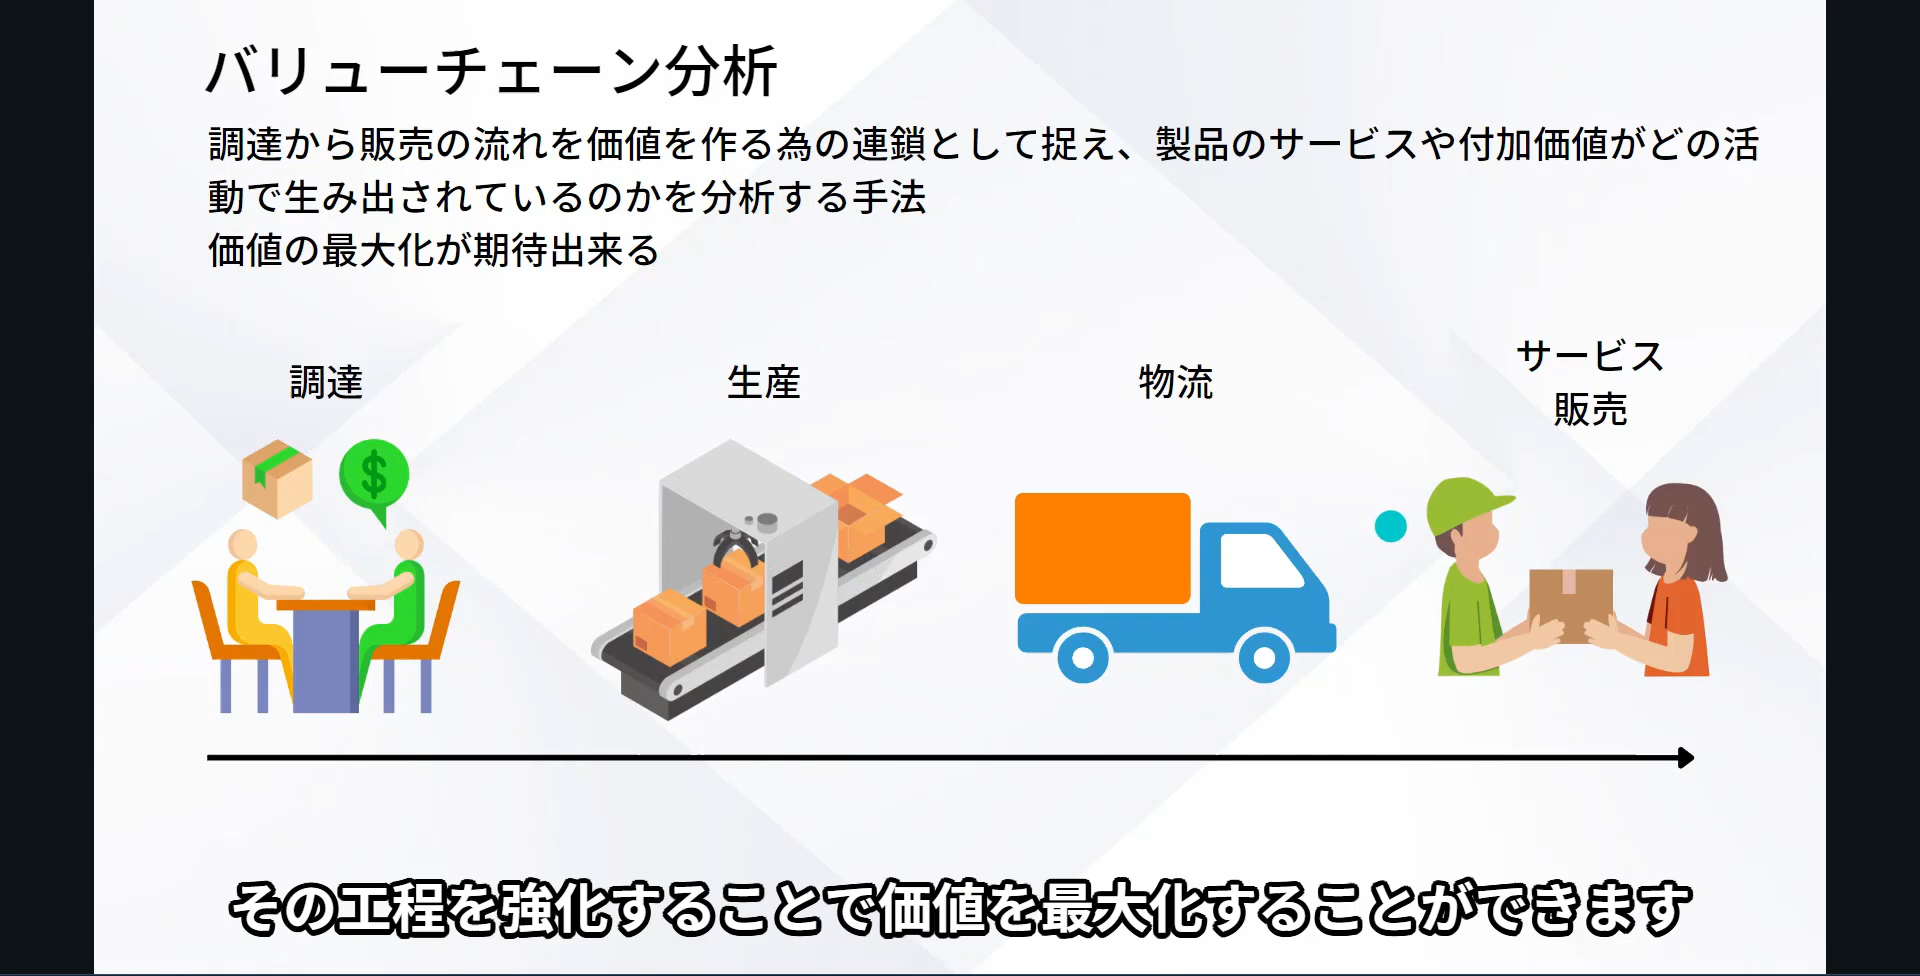 バリューチェーン分析
調達から販売の流れを価値を作る為の連鎖として捉え、製品のサービスや付加価値がどの活
動で生み出されているのかを分析する手法
価値の最大化が期待出来る
調達
生産
物流
サービス
販売
$
その工程を強化することで価値を最大化することができます